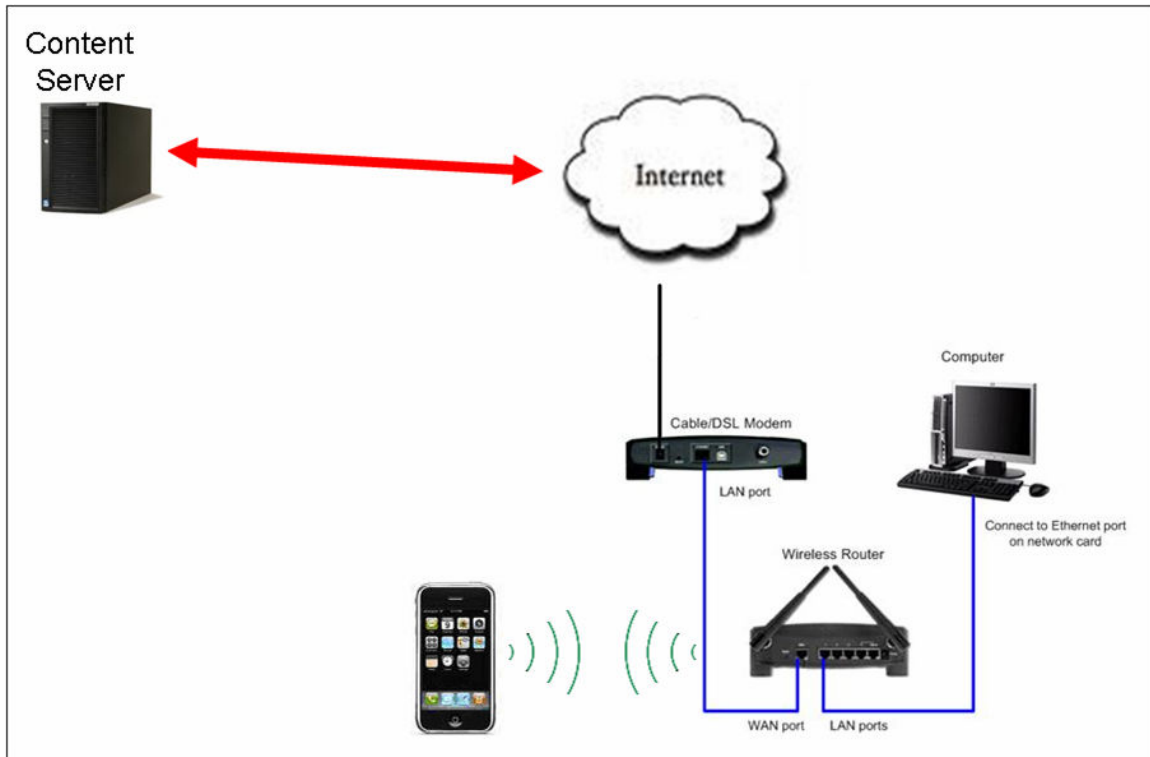 Content
Server
Internet
Computer
Cable/DSL Modem
LAN port
Connect to Ethernet port
on network card
Wireless Router
WAN port
LAN ports